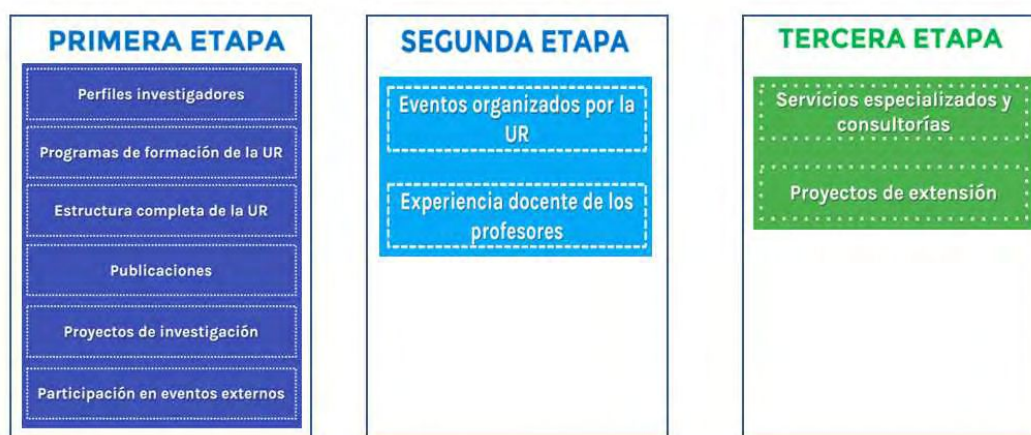 PRIMERA ETAPA
Perfiles investigadores
Programas de formación de la UR
Estructura completa de la UR
Publicaciones
Proyectos de investigación
Participación en eventos externos
SEGUNDA ETAPA
Eventos organizados por la
UR
Experiencia docente de los
profesores
TERCERA ETAPA
Servicios especializados y
consultorías
Proyectos de extensión